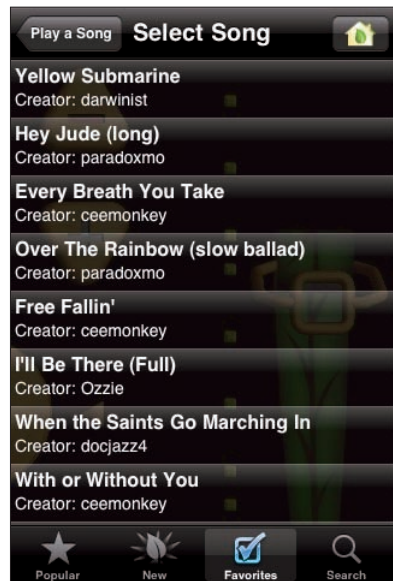 Play a Song
Select Song
Yellow Submarine
Creator: darwinist
Hey Jude (long)
Creator: paradoxmo
Every Breath You Take
Creator: ceemonkey
Over The Rainbow (slow ballad)
Creator: paradoxmo
Free Fallin'
Creator: ceemonkey
I'll Be There (Full)
Creator: Ozzie
When the Saints Go Marching In
Creator: docjazz4
With or Without You
Creator: ceemonkey
Popular New Favorites Search